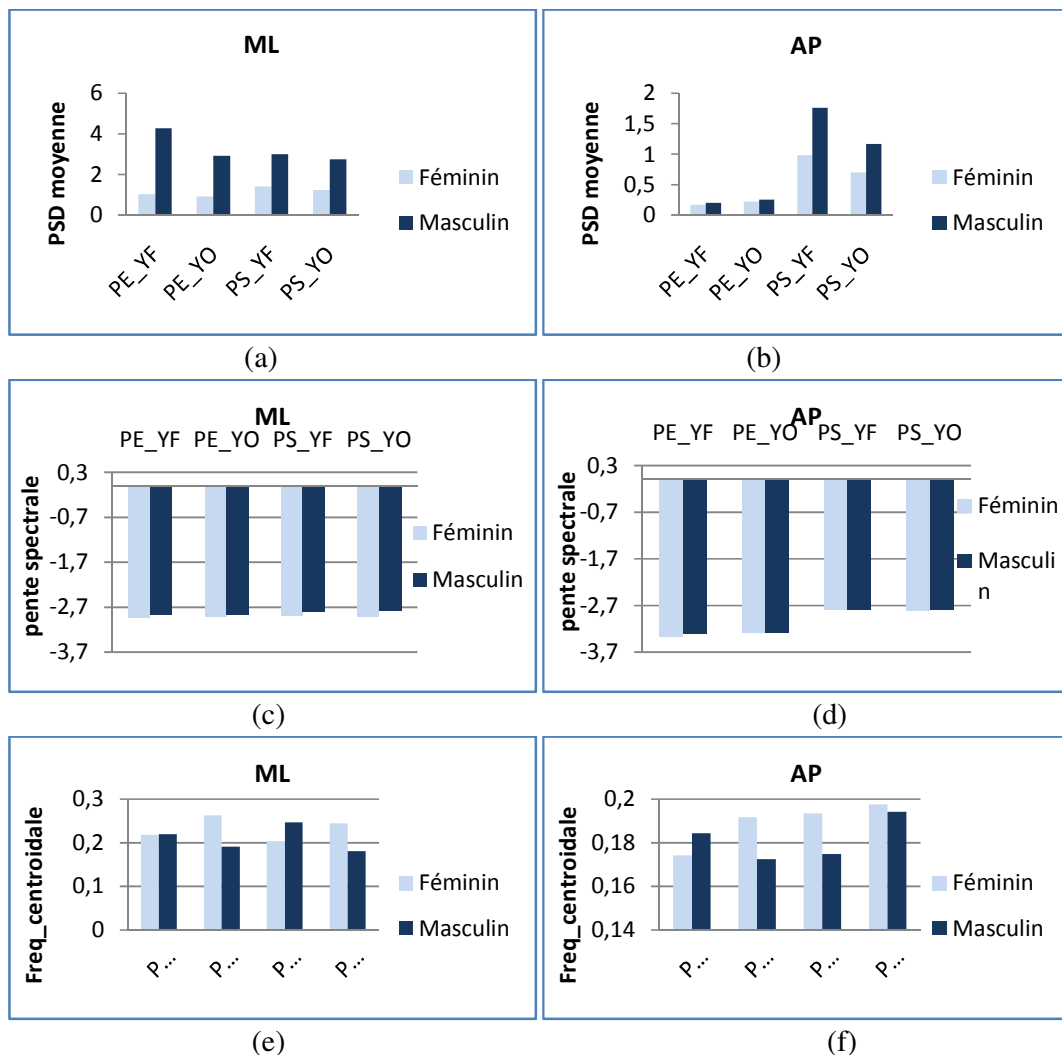 ML
PSD moyenne
6
4
2
0
PE_YF
PE_YO
PS_YF
PS_YO
Féminin
Masculin
(a)
AP
PSD moyenne
2
1,5
1
0,5
0
PE_YF
PE_YO
PS_YF
PS_YO
Féminin
Masculin
(b)
ML
PE_YF PE_YO PS_YF PS_YO
pente spectrale
0,3
-0,7
-1,7
-2,7
-3,7
Féminin
Masculin
(c)
AP
PE_YF PE_YO PS_YF PS_YO
pente spectrale
0,3
-0,7
-1,7
-2,7
-3,7
Féminin
Masculi
n
(d)
ML
Freq_centroidale
0,3
0,2
0,1
0
P...
P...
P...
P...
Féminin
Masculin
(e)
AP
Freq_centroidale
0,2
0,18
0,16
0,14
P...
P...
P...
P...
Féminin
Masculin
(f)